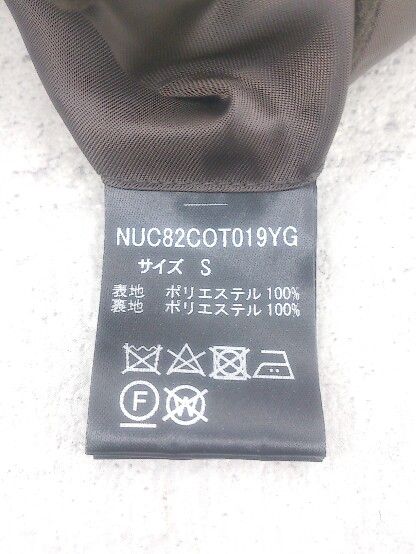 NUC82COT019YG
サイズ S
表地 ポリエステル 100%
裏地 ポリエステル 100%
F W